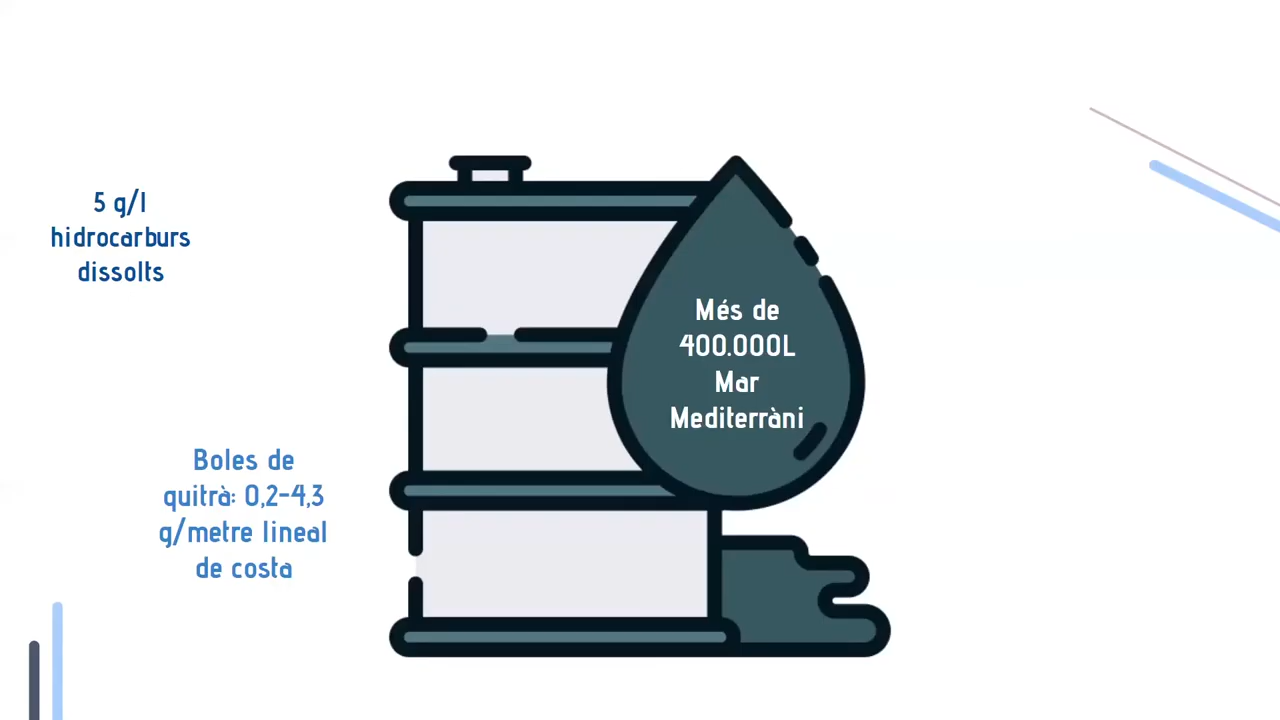 5 g/l
hidrocarburs
dissolts
Més de
400.000L
Mar
Mediterràni
Boles de
quitrà: 0,2-4,3
g/metre lineal
de costa